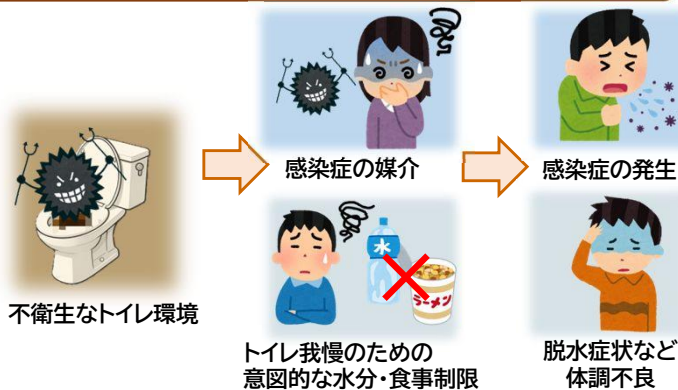 感染症の媒介
感染症の発生
不衛生なトイレ環境
水
ラーメン
トイレ我慢のための
意図的な水分・食事制限
脱水症状など
体調不良